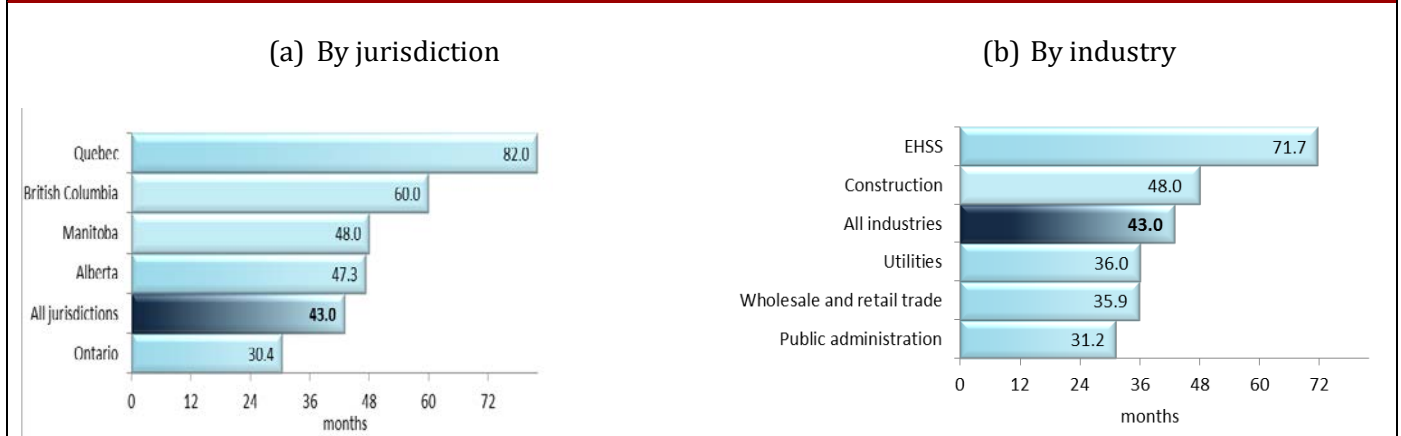 (a) By jurisdiction
Quebec 82.0
British Columbia 60.0
Manitoba 48.0
Alberta 47.3
All jurisdictions 43.0
Ontario 30.4
0 12 24 36 48 60 72
months
(b) By industry
EHSS 71.7
Construction 48.0
All industries 43.0
Utilities 36.0
Wholesale and retail trade 35.9
Public administration 31.2
0 12 24 36 48 60 72
months